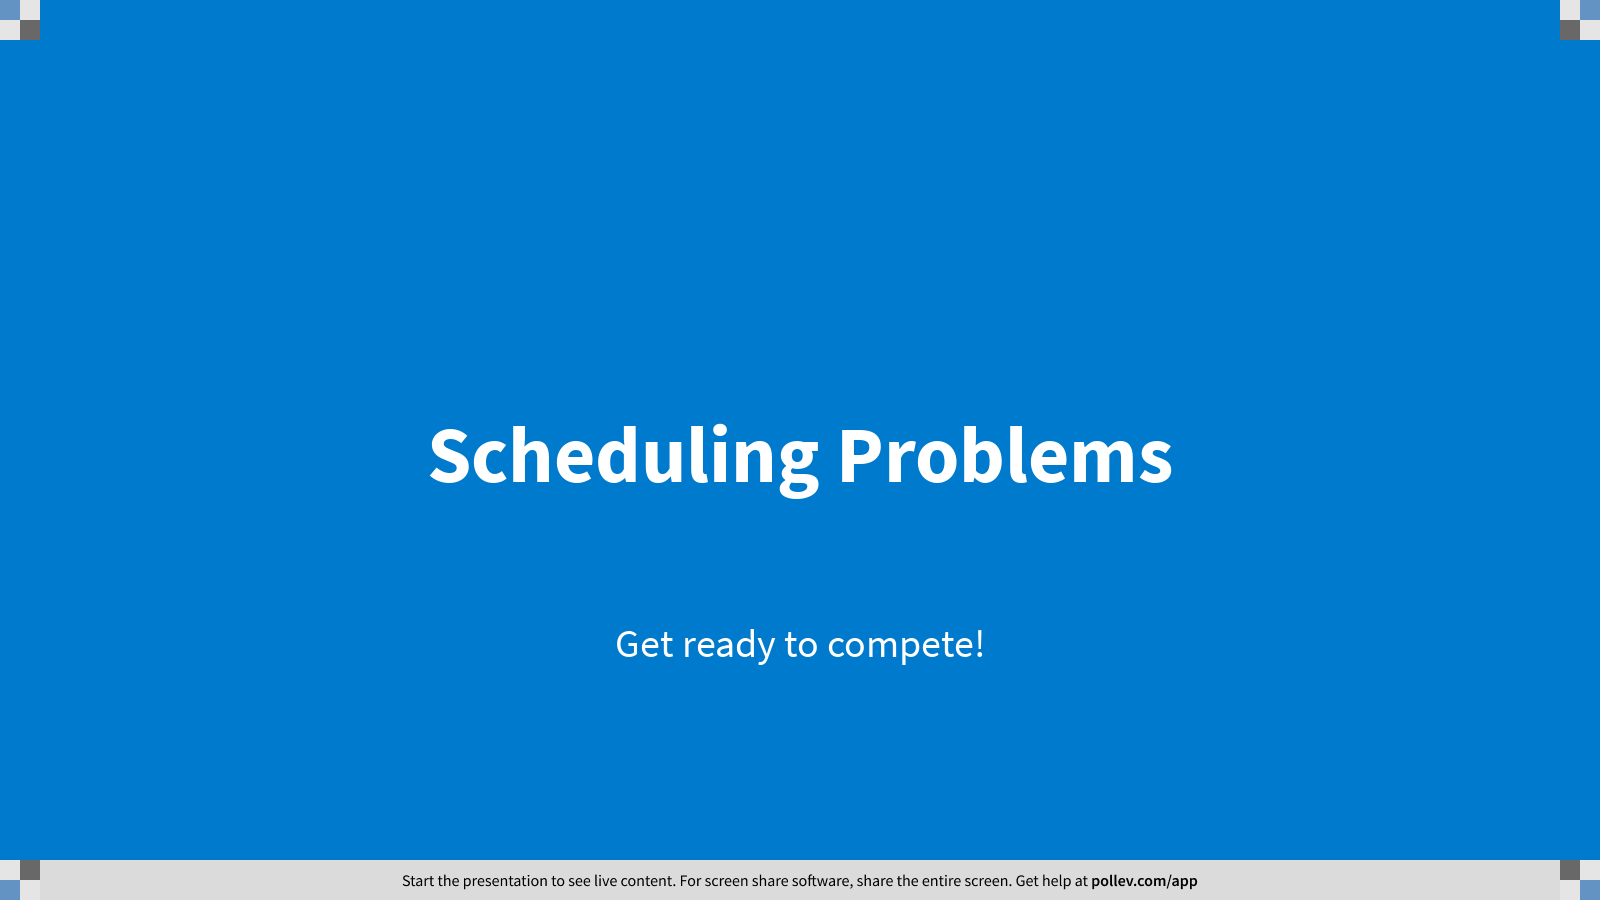 Scheduling Problems
Get ready to compete!
Start the presentation to see live content. For screen share software, share the entire screen. Get help at pollev.com/app